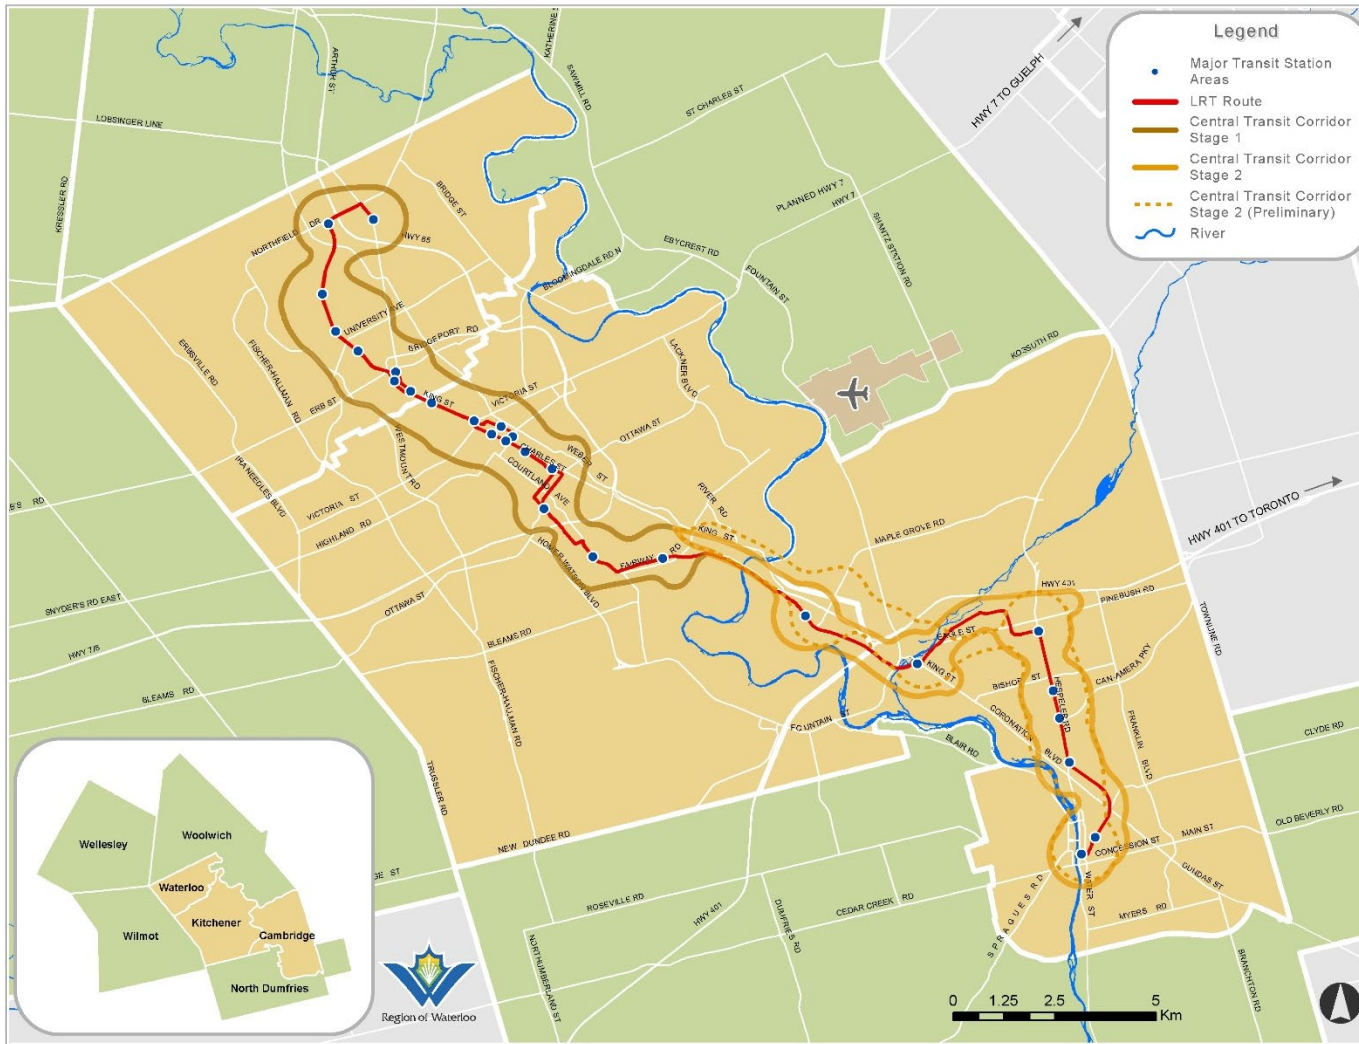 Legend
Major Transit Station
Areas
LRT Route
Central Transit Corridor
Stage 1
Central Transit Corridor
Stage 2
Central Transit Corridor
Stage 2 (Preliminary)
River
ARTHUR ST
KATHERINE S
SAWMILL RD
LOBSINGER LINE
KRESSLER RD
ST CHARLES ST
HWY 7 TO GUELPH
BRIDGE ST
NORTHFIELD DR
HWY 85
PLANNED HWY 7
HWY 7
SHANTZ STATION RD
EBYCREST RD
BLOOMINGDALE RD N
FOUNTAIN ST
UNIVERSITY AVE
BRIDGEPORT RD
ERBSVILLE RD
FISCHER-HALLMAN RD
LACKNER BLVD
KOSSUTH RD
ERB ST
KING ST
VICTORIA ST
OTTAWA ST
WESTMOUNT RD
CHARLES ST
WEBER ST
COURTLAND AVE
IRA NEEDLES BLVD
VICTORIA ST
HIGHLAND RD
RIVER RD
E'S RD
KING ST
MAPLE GROVE RD
HWY 401 TO TORONTO
FAIRWAY RD
HOMER WATSON BLVD
SNYDER'S RD EAST
OTTAWA ST
HWY 401
PINEBUSH RD
TOWNLINE RD
HWY 7/8
BLEAMS RD
EAGLE ST
KING ST
BISHOP ST
HESPELER RD
CAN-AMERA PKY
BLEAMS RD
FISCHER-HALLMAN RD
FOUNTAIN
CORONATION
BLVD
FRANKLIN BLVD
BLAIR RD
CLYDE RD
TRUSSLER RD
NEW DUNDEE RD
OLD BEVERLY RD
MAIN ST
CONCESSION ST
GE ST
DUNDAS ST
ROSEVILLE RD
CEDAR CREEK RD
SPRAGUES RD
WATER ST
MYERS RD
HWY 401
DUMFRIES RD
NORTHUMBERLAND ST
BRANCHTON RD
Wellesley
Woolwich
Waterloo
Kitchener
Cambridge
Wilmot
North Dumfries
Region of Waterloo
0 1.25 2.5 5
Km